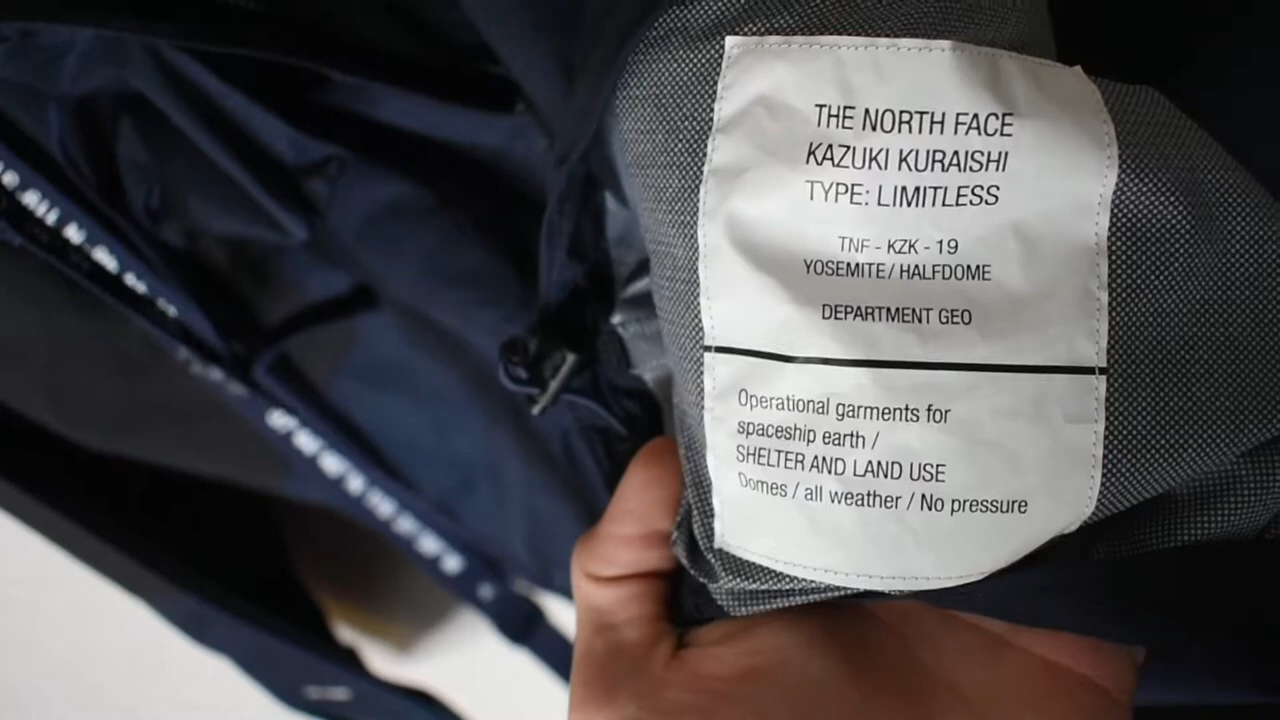 THE NORTH FACE
KAZUKI KURAISHI
TYPE: LIMITLESS
TNF - KZK - 19
YOSEMITE / HALFDOME
DEPARTMENT GEO
Operational garments for
spaceship earth /
SHELTER AND LAND USE
Domes / all weather / No pressure